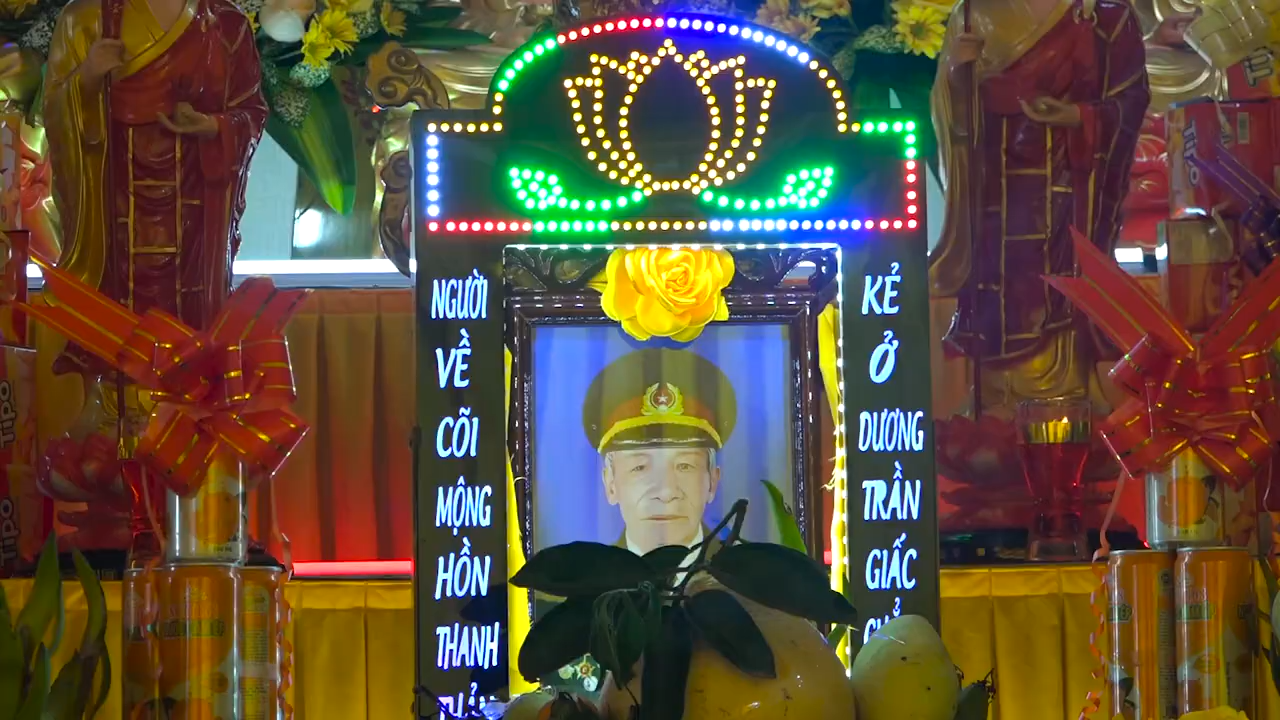 NGƯỜI
VỀ
CÕI
MỘNG
HỒN
THANH
KẺ
Ở
DƯƠNG
TRẦN
GIẤC
Tipo
Tipo